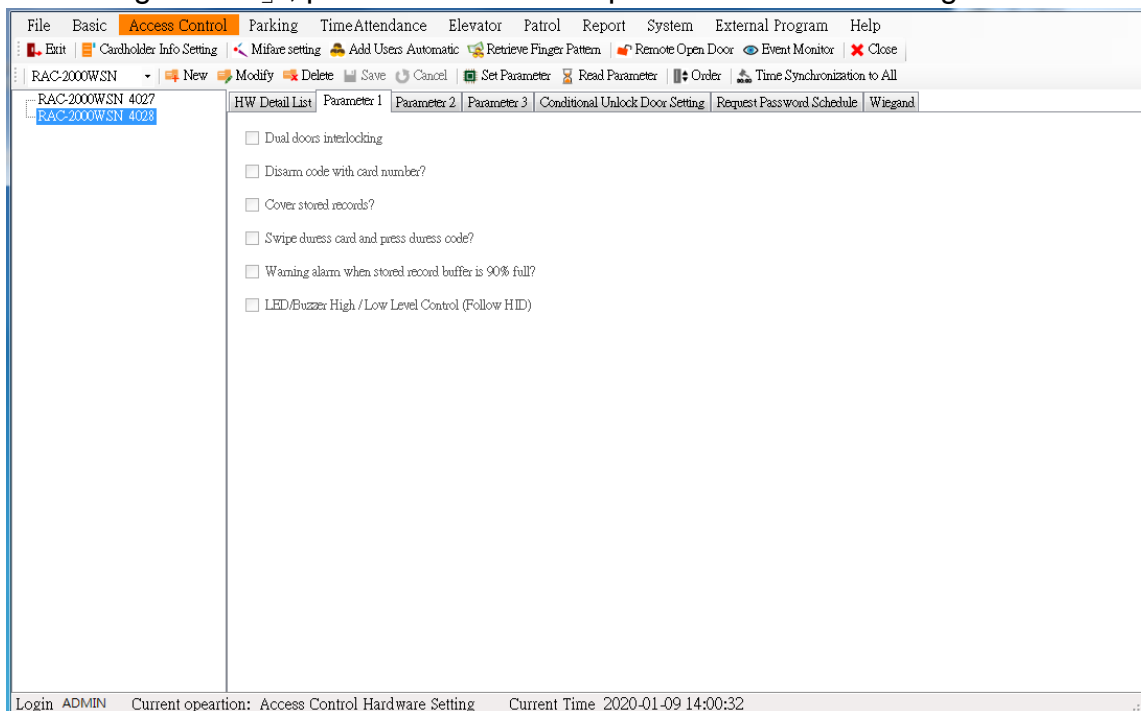 File Basic Access Control Parking TimeAttendance Elevator Patrol Report System External Program Help
Exit Cardholder Info Setting Mifare setting Add Users Automatic Retrieve Finger Pattern Remote Open Door Event Monitor Close
RAC-2000WSN New Modify Delete Save Cancel Set Parameter Read Parameter Order Time Synchronization to All
RAC-2000WSN 4027
RAC-2000WSN 4028
HW Detail List Parameter 1 Parameter 2 Parameter 3 Conditional Unlock Door Setting Request Password Schedule Wiegand
Dual doors interlocking
Disarm code with card number?
Cover stored records?
Swipe duress card and press duress code?
Warning alarm when stored record buffer is 90% full?
LED/Buzzer High / Low Level Control (Follow HID)
Login ADMIN Current opeartion: Access Control Hardware Setting Current Time 2020-01-09 14:00:32